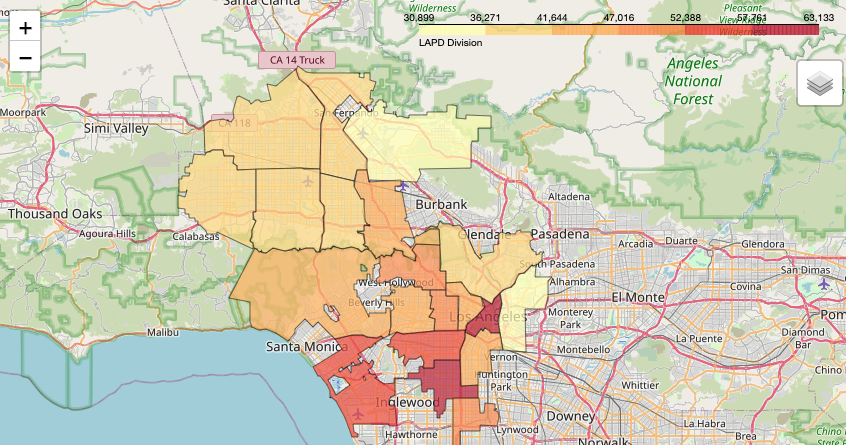 Santa Clarita
Wilderness
Pleasant
View Ridge
Wilderness
30,899 36,271 41,644 47,016 52,388 57,761 63,133
LAPD Division
+
−
CA 14 Truck
Angeles
National
Forest
Moorpark
Simi Valley
CA 118
San Fernando
Thousand Oaks
Agoura Hills
Calabasas
Burbank
Altadena
Glendale
Pasadena
Arcadia
Duarte
Glendora
South Pasadena
Alhambra
San Dimas
El Monte
Covina
West Hollywood
Beverly Hills
Los Angeles
Monterey
Park
Malibu
Santa Monica
La Puente
Diamond
Bar
Vernon
Montebello
Huntington
Park
Whittier
Chino
Inglewood
Downey
La Habra
Brea
Hawthorne
Lynwood
Norwalk
Chino
State